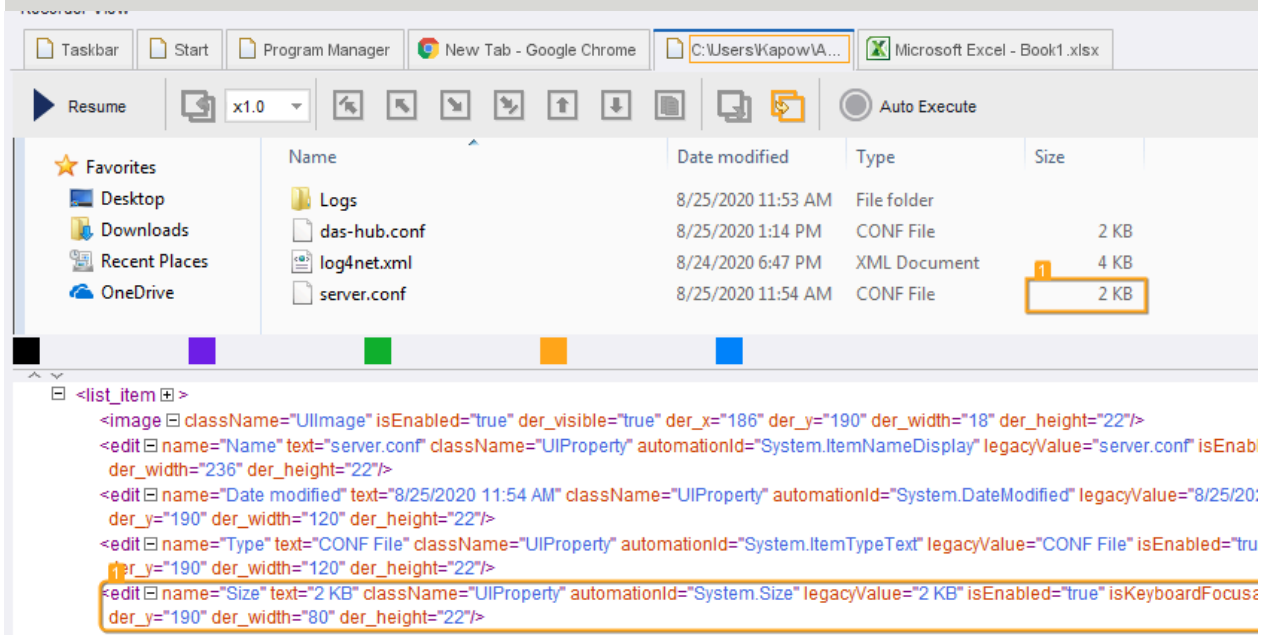 Recorder View
Taskbar Start Program Manager New Tab - Google Chrome C:\Users\Kapow\A... Microsoft Excel - Book1.xlsx
Resume x1.0 Auto Execute
Favorites Name Date modified Type Size
Desktop Logs 8/25/2020 11:53 AM File folder
Downloads das-hub.conf 8/25/2020 1:14 PM CONF File 2 KB
Recent Places log4net.xml 8/24/2020 6:47 PM XML Document 4 KB
1
OneDrive server.conf 8/25/2020 11:54 AM CONF File 2 KB
<list_item >
<image className="UIImage" isEnabled="true" der_visible="true" der_x="186" der_y="190" der_width="18" der_height="22"/>
<edit name="Name" text="server.conf" className="UIProperty" automationId="System.ItemNameDisplay" legacyValue="server.conf" isEnabl
der_width="236" der_height="22"/>
<edit name="Date modified" text="8/25/2020 11:54 AM" className="UIProperty" automationId="System.DateModified" legacyValue="8/25/202
der_y="190" der_width="120" der_height="22"/>
<edit name="Type" text="CONF File" className="UIProperty" automationId="System.ItemTypeText" legacyValue="CONF File" isEnabled="tru
der_y="190" der_width="120" der_height="22"/>
1
<edit name="Size" text="2 KB" className="UIProperty" automationId="System.Size" legacyValue="2 KB" isEnabled="true" isKeyboardFocusa
der_y="190" der_width="80" der_height="22"/>